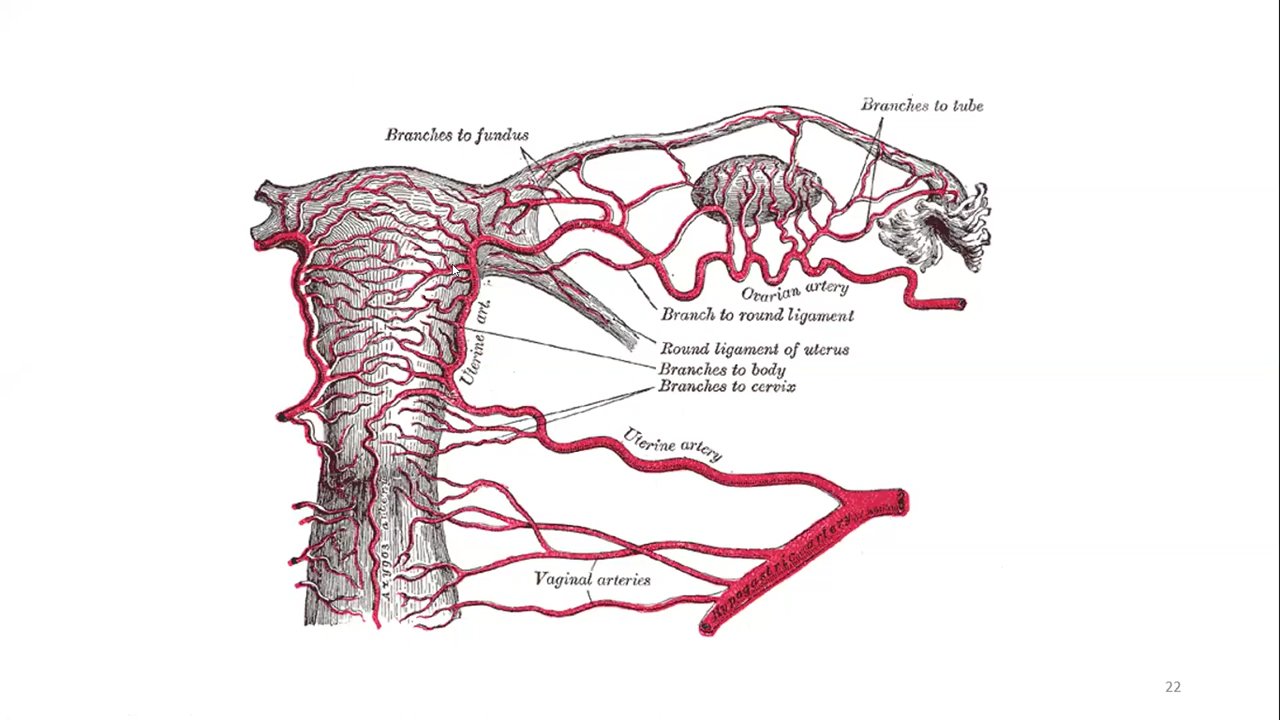 Branches to tube
Branches to fundus
Ovarian artery
Branch to round ligament
Uterine art.
Round ligament of uterus
Branches to body
Branches to cervix
Uterine artery
Hypogastric artery
Azygos artery
Vaginal arteries
22